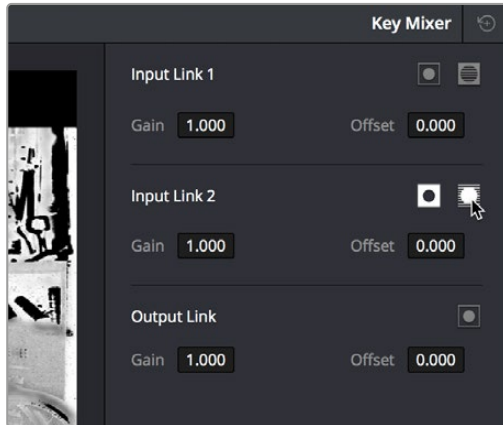 Key Mixer
Input Link 1
Gain 1.000 Offset 0.000
Input Link 2
Gain 1.000 Offset 0.000
Output Link
Gain 1.000 Offset 0.000